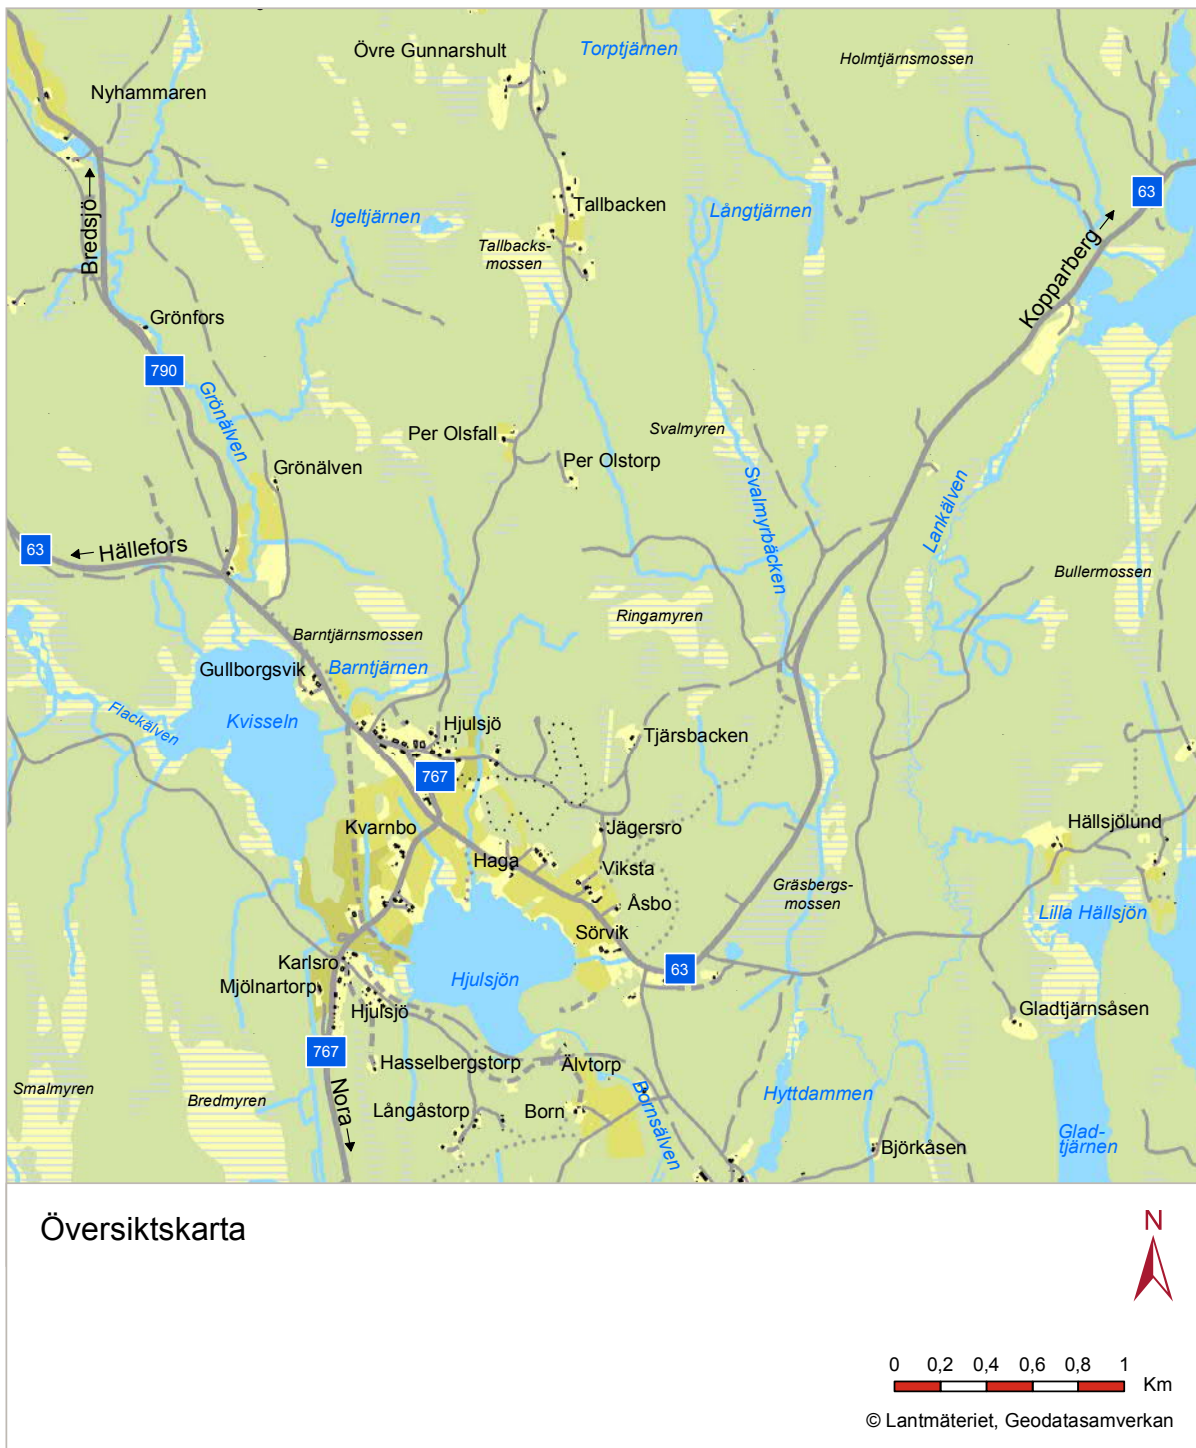 Övre Gunnarshult
Torptjärnen
Holmtjärnsmossen
Nyhammaren
63
Tallbacken
Långtjärnen
Igeltjärnen
Bredsjö
Tallbacks-
mossen
Kopparberg
Grönfors
790
Grönälven
Per Olsfall
Svalmyren
Per Olstorp
Grönälven
Svalmyrbäcken
Lankälven
63
Hällefors
Bullermossen
Ringamyren
Barntjärnsmossen
Gullborgsvik
Barntjärnen
Flackälven
Kvisseln
Hjulsjö
Tjärsbacken
767
Kvarnbo
Jägersro
Hällsjölund
Haga
Viksta
Gräsbergs-
mossen
Åsbo
Lilla Hällsjön
Sörvik
Karlsro
63
Mjölnartorp
Hjulsjön
Hjulsjö
Gladtjärnsåsen
767
Hasselbergstorp
Älvtorp
Smalmyren
Bredmyren
Nora
Långåstorp
Born
Bornsälven
Hyttdammen
Glad-
tjärnen
Björkåsen
Översiktskarta
N
0 0,2 0,4 0,6 0,8 1
Km
© Lantmäteriet, Geodatasamverkan